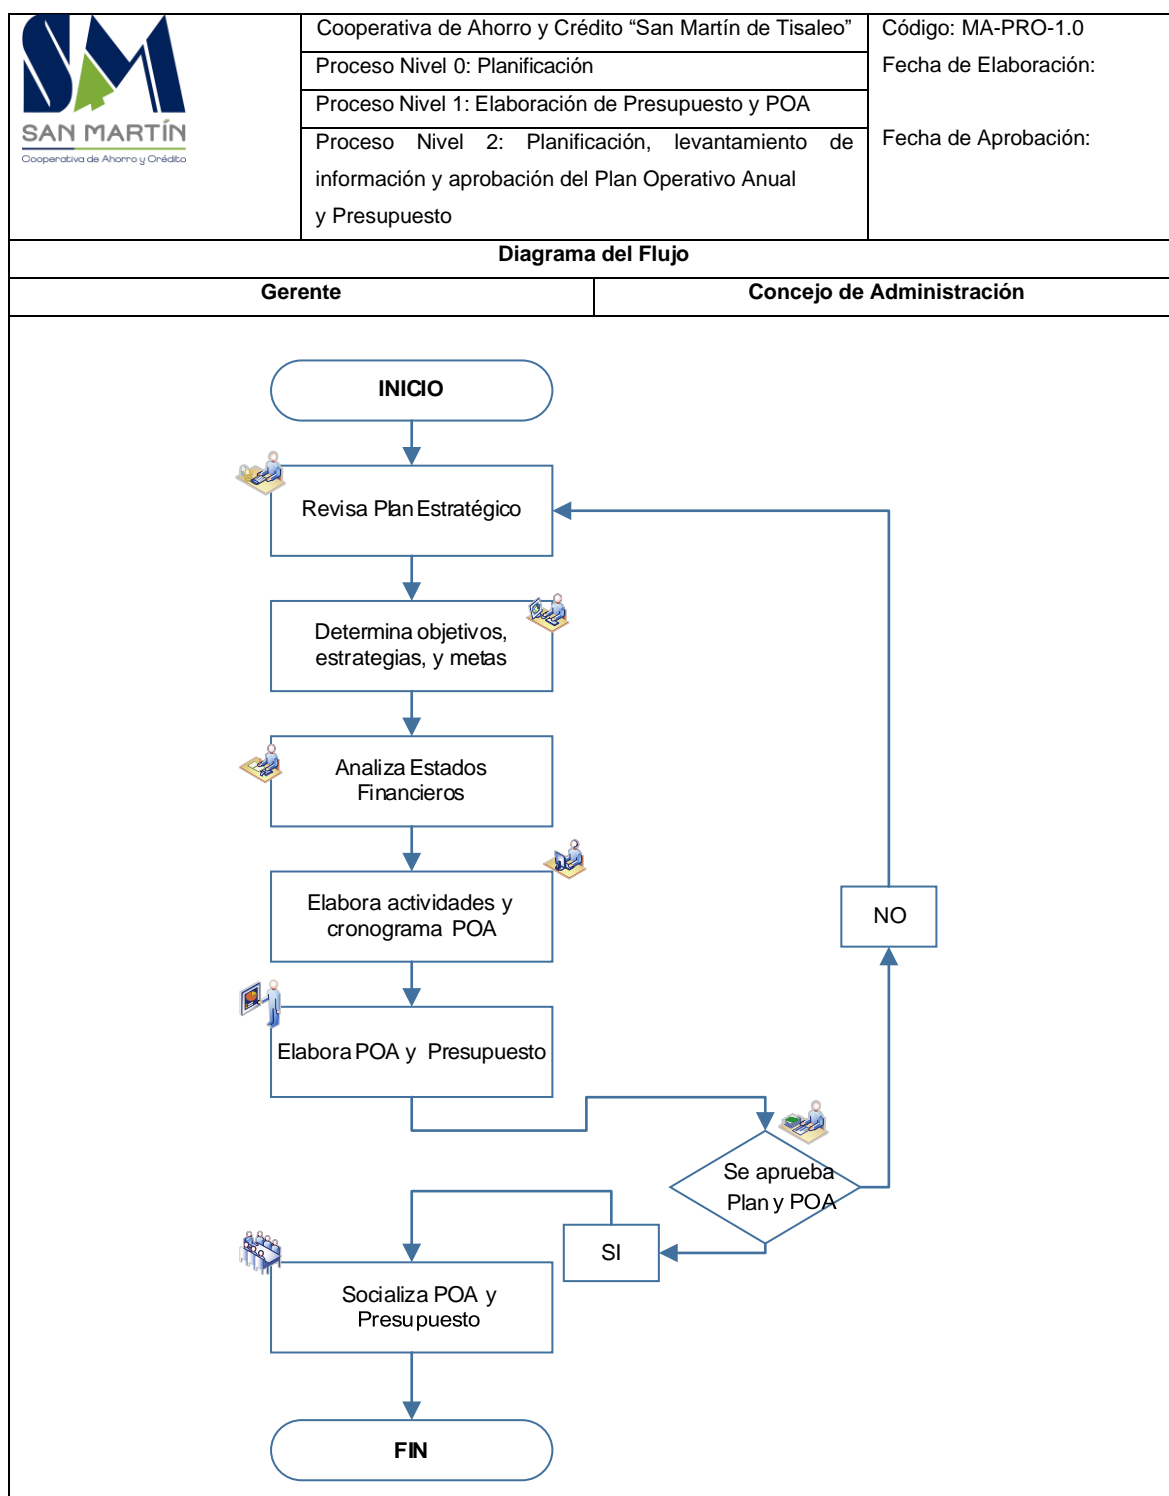 SM
SAN MARTÍN
Cooperativa de Ahorro y Crédito
Cooperativa de Ahorro y Crédito “San Martín de Tisaleo”
Proceso Nivel 0: Planificación
Proceso Nivel 1: Elaboración de Presupuesto y POA
Proceso Nivel 2: Planificación, levantamiento de
información y aprobación del Plan Operativo Anual
y Presupuesto
Código: MA-PRO-1.0
Fecha de Elaboración:
Fecha de Aprobación:
Diagrama del Flujo
Gerente
Concejo de Administración
INICIO
Revisa Plan Estratégico
Determina objetivos,
estrategias, y metas
Analiza Estados
Financieros
Elabora actividades y
cronograma POA
NO
Elabora POA y Presupuesto
Se aprueba
Plan y POA
SI
Socializa POA y
Presupuesto
FIN